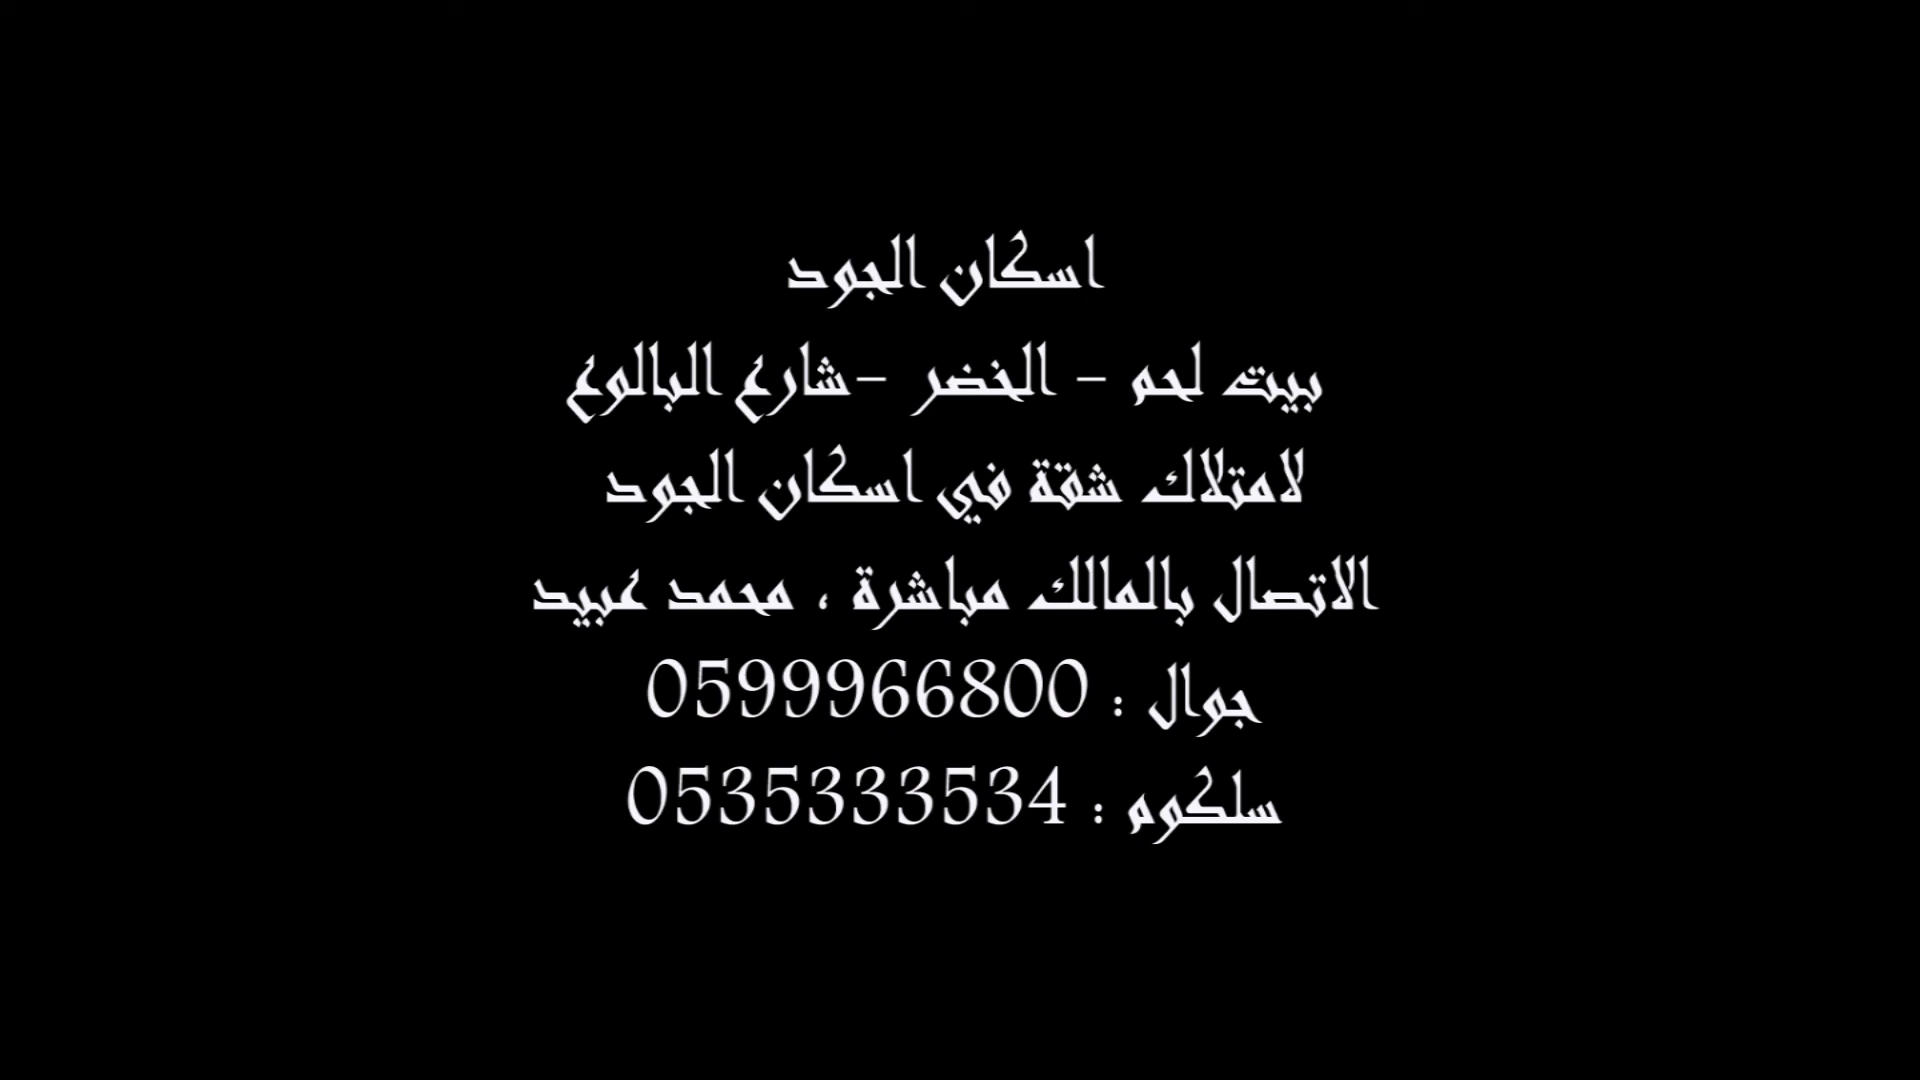 اسكان الجود
بيت لحم - الخضر -شارع البالوع
لامتلاك شقة في اسكان الجود
الاتصال بالمالك مباشرة ، محمد عبيد
جوال : 0599966800
سلكوم : 0535333534